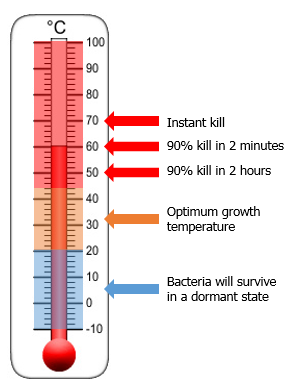 °C
100
90
80
70
Instant kill
60
90% kill in 2 minutes
50
90% kill in 2 hours
40
Optimum growth
temperature
30
20
10
Bacteria will survive
in a dormant state
0
-10